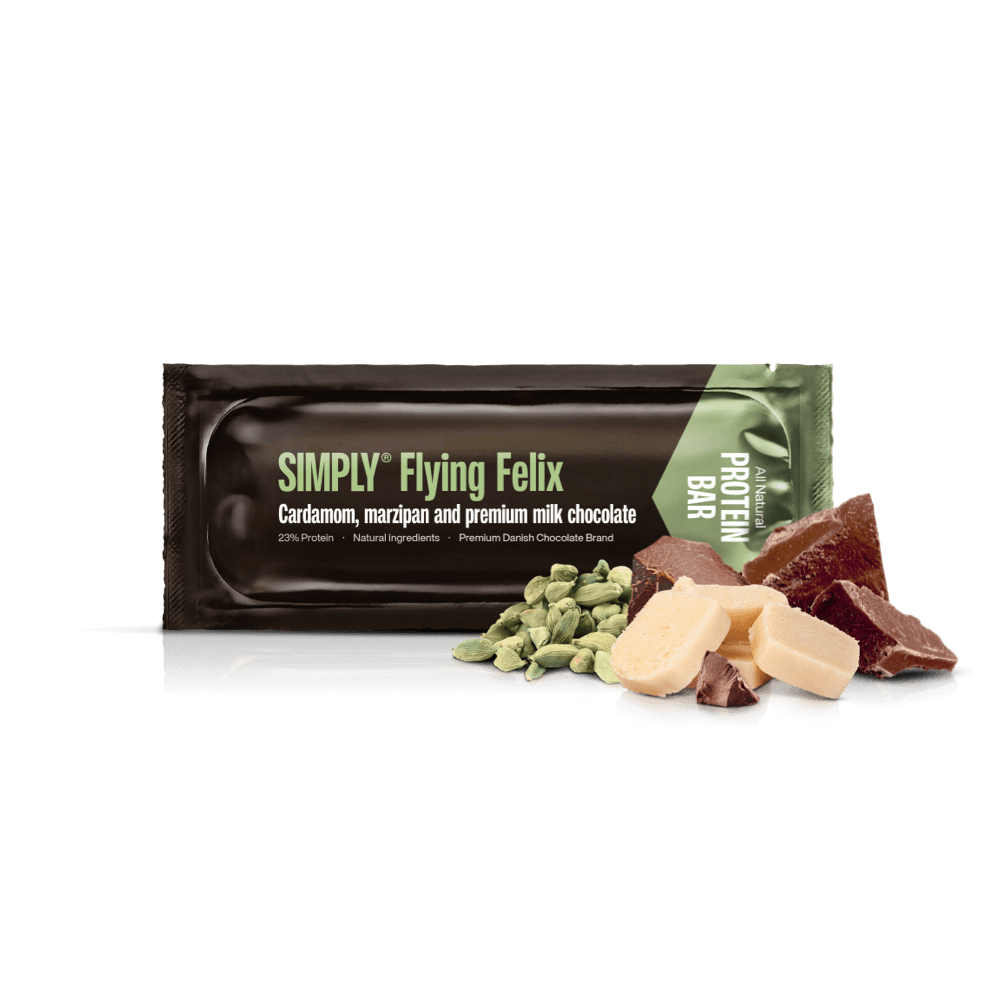 SIMPLY® Flying Felix
Cardamom, marzipan and premium milk chocolate
23% Protein · Natural ingredients · Premium Danish Chocolate Brand
All Natural
PROTEIN
BAR